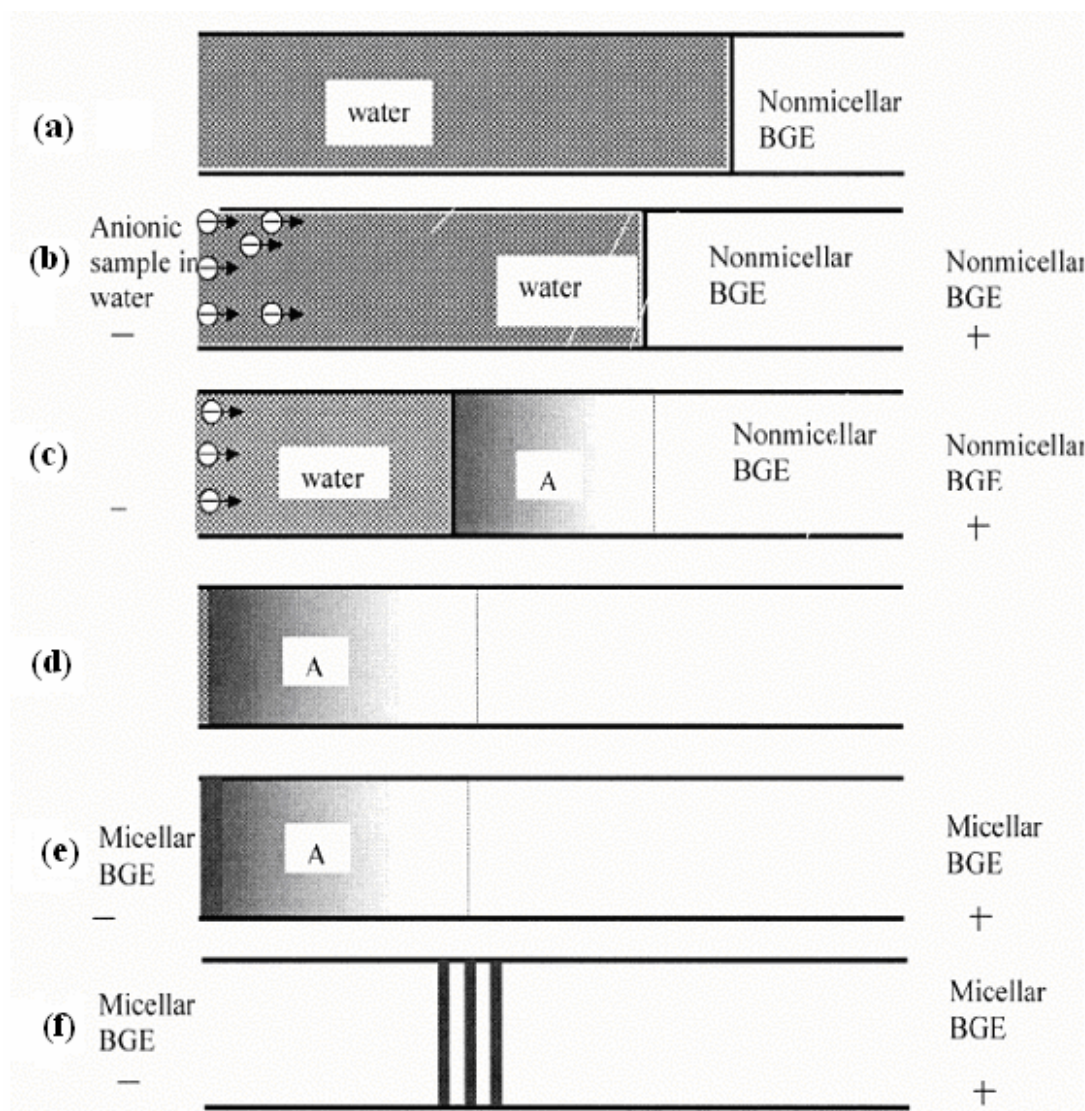 (a)
water
Nonmicellar
BGE
(b)
Anionic
sample in
water
−
water
Nonmicellar
BGE
Nonmicellar
BGE
+
(c)
−
water
A
Nonmicellar
BGE
Nonmicellar
BGE
+
(d)
A
(e)
Micellar
BGE
−
A
Micellar
BGE
+
(f)
Micellar
BGE
−
Micellar
BGE
+